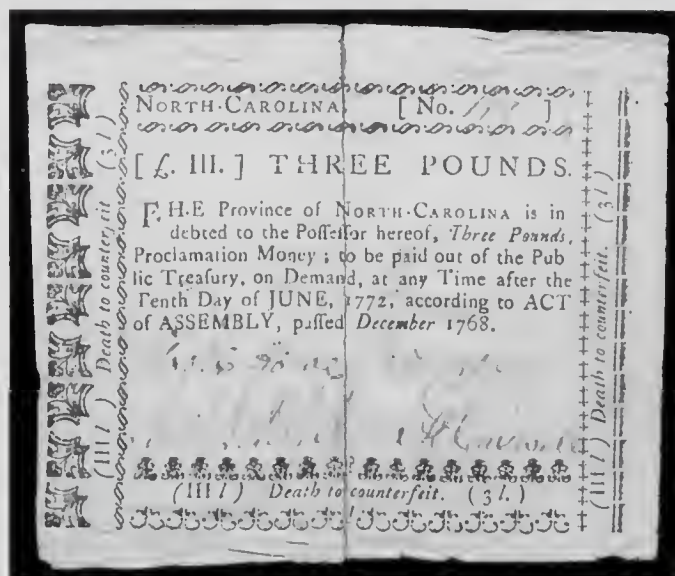 NORTH-CAROLINA [ No. ]
[ £. III. ] THREE POUNDS.
THE Province of NORTH-CAROLINA is in
debted to the Poſſeſſor hereof, Three Pounds,
Proclamation Money ; to be paid out of the Pub
lic Treaſury, on Demand, at any Time after the
Tenth Day of JUNE, 1772, according to ACT
of ASSEMBLY, paſſed December 1768.
(III l) Death to counterfeit. (3 l.)
(III l) Death to counterfeit (3 l)
(III l) Death to counterfeit. (3 l)